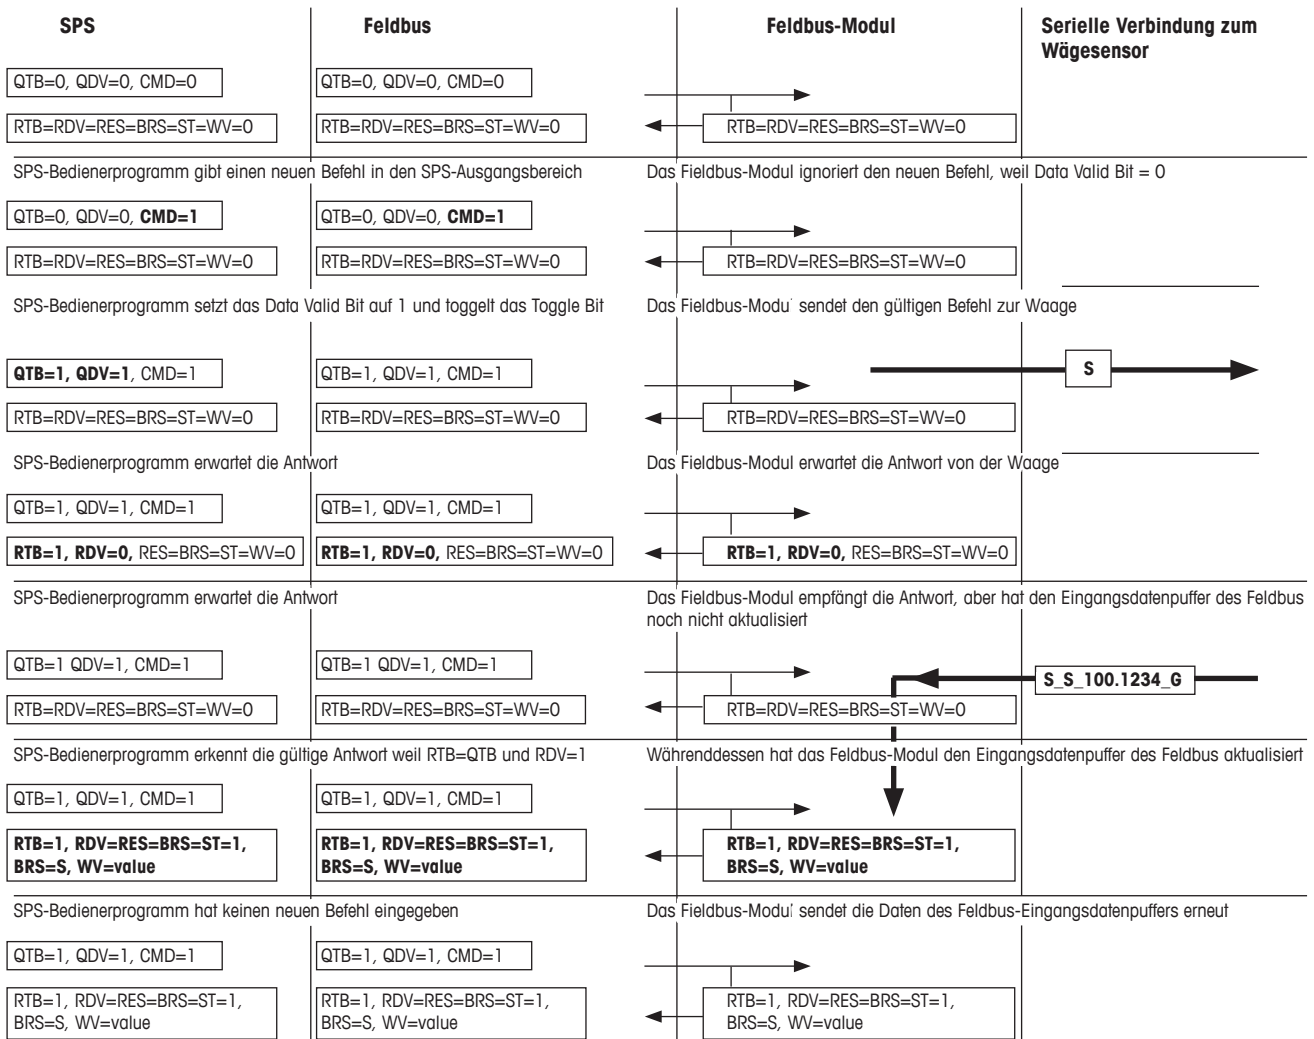 SPS
Feldbus
Feldbus-Modul
Serielle Verbindung zum
Wägesensor
QTB=0, QDV=0, CMD=0
QTB=0, QDV=0, CMD=0
RTB=RDV=RES=BRS=ST=WV=0
RTB=RDV=RES=BRS=ST=WV=0
RTB=RDV=RES=BRS=ST=WV=0
SPS-Bedienerprogramm gibt einen neuen Befehl in den SPS-Ausgangsbereich
Das Fieldbus-Modul ignoriert den neuen Befehl, weil Data Valid Bit = 0
QTB=0, QDV=0, CMD=1
QTB=0, QDV=0, CMD=1
RTB=RDV=RES=BRS=ST=WV=0
RTB=RDV=RES=BRS=ST=WV=0
RTB=RDV=RES=BRS=ST=WV=0
SPS-Bedienerprogramm setzt das Data Valid Bit auf 1 und toggelt das Toggle Bit
Das Fieldbus-Modul sendet den gültigen Befehl zur Waage
QTB=1, QDV=1, CMD=1
QTB=1, QDV=1, CMD=1
S
RTB=RDV=RES=BRS=ST=WV=0
RTB=RDV=RES=BRS=ST=WV=0
RTB=RDV=RES=BRS=ST=WV=0
SPS-Bedienerprogramm erwartet die Antwort
Das Fieldbus-Modul erwartet die Antwort von der Waage
QTB=1, QDV=1, CMD=1
QTB=1, QDV=1, CMD=1
RTB=1, RDV=0, RES=BRS=ST=WV=0
RTB=1, RDV=0, RES=BRS=ST=WV=0
RTB=1, RDV=0, RES=BRS=ST=WV=0
SPS-Bedienerprogramm erwartet die Antwort
Das Fieldbus-Modul empfängt die Antwort, aber hat den Eingangsdatenpuffer des Feldbus
noch nicht aktualisiert
QTB=1 QDV=1, CMD=1
QTB=1 QDV=1, CMD=1
S_S_100.1234_G
RTB=RDV=RES=BRS=ST=WV=0
RTB=RDV=RES=BRS=ST=WV=0
RTB=RDV=RES=BRS=ST=WV=0
SPS-Bedienerprogramm erkennt die gültige Antwort weil RTB=QTB und RDV=1
Währenddessen hat das Feldbus-Modul den Eingangsdatenpuffer des Feldbus aktualisiert
QTB=1, QDV=1, CMD=1
QTB=1, QDV=1, CMD=1
RTB=1, RDV=RES=BRS=ST=1,
BRS=S, WV=value
RTB=1, RDV=RES=BRS=ST=1,
BRS=S, WV=value
RTB=1, RDV=RES=BRS=ST=1,
BRS=S, WV=value
SPS-Bedienerprogramm hat keinen neuen Befehl eingegeben
Das Fieldbus-Modul sendet die Daten des Feldbus-Eingangsdatenpuffers erneut
QTB=1, QDV=1, CMD=1
QTB=1, QDV=1, CMD=1
RTB=1, RDV=RES=BRS=ST=1,
BRS=S, WV=value
RTB=1, RDV=RES=BRS=ST=1,
BRS=S, WV=value
RTB=1, RDV=RES=BRS=ST=1,
BRS=S, WV=value